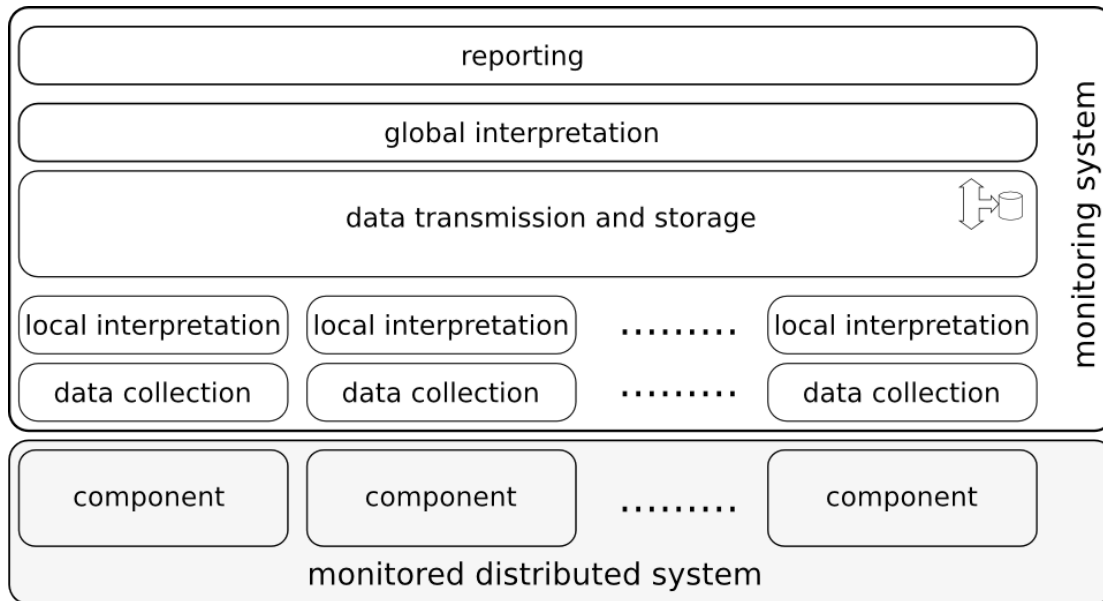 reporting
global interpretation
data transmission and storage
monitoring system
local interpretation local interpretation ......... local interpretation
data collection data collection ......... data collection
component component ......... component
monitored distributed system